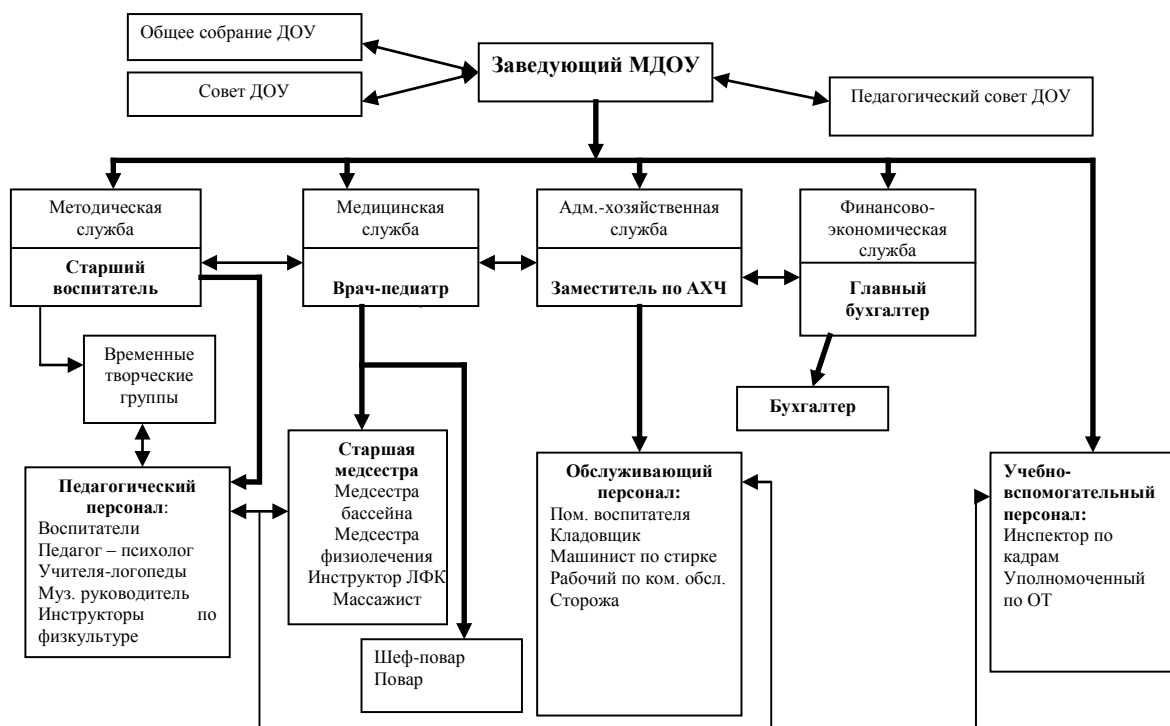 Общее собрание ДОУ
Совет ДОУ
Заведующий МДОУ
Педагогический совет ДОУ
Методическая
служба
Старший
воспитатель
Медицинская
служба
Врач-педиатр
Адм.-хозяйственная
служба
Заместитель по АХЧ
Финансово-
экономическая
служба
Главный
бухгалтер
Временные
творческие
группы
Бухгалтер
Педагогический
персонал:
Воспитатели
Педагог – психолог
Учителя-логопеды
Муз. руководитель
Инструкторы по
физкультуре
Старшая
медсестра
Медсестра
бассейна
Медсестра
физиолечения
Инструктор ЛФК
Массажист
Шеф-повар
Повар
Обслуживающий
персонал:
Пом. воспитателя
Кладовщик
Машинист по стирке
Рабочий по ком. обсл.
Сторожа
Учебно-
вспомогательный
персонал:
Инспектор по
кадрам
Уполномоченный
по ОТ